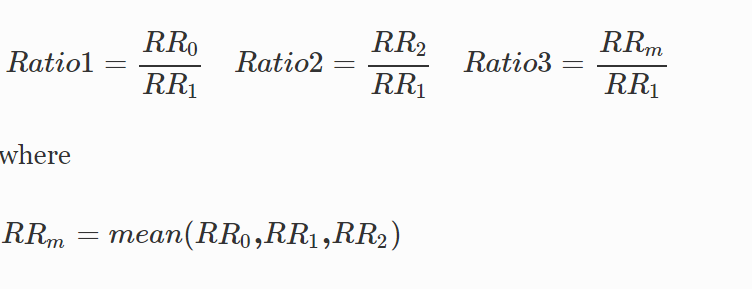 Ratio1 = RR₀/RR₁ Ratio2 = RR₂/RR₁ Ratio3 = RRₘ/RR₁
where
RRₘ = mean(RR₀,RR₁,RR₂)